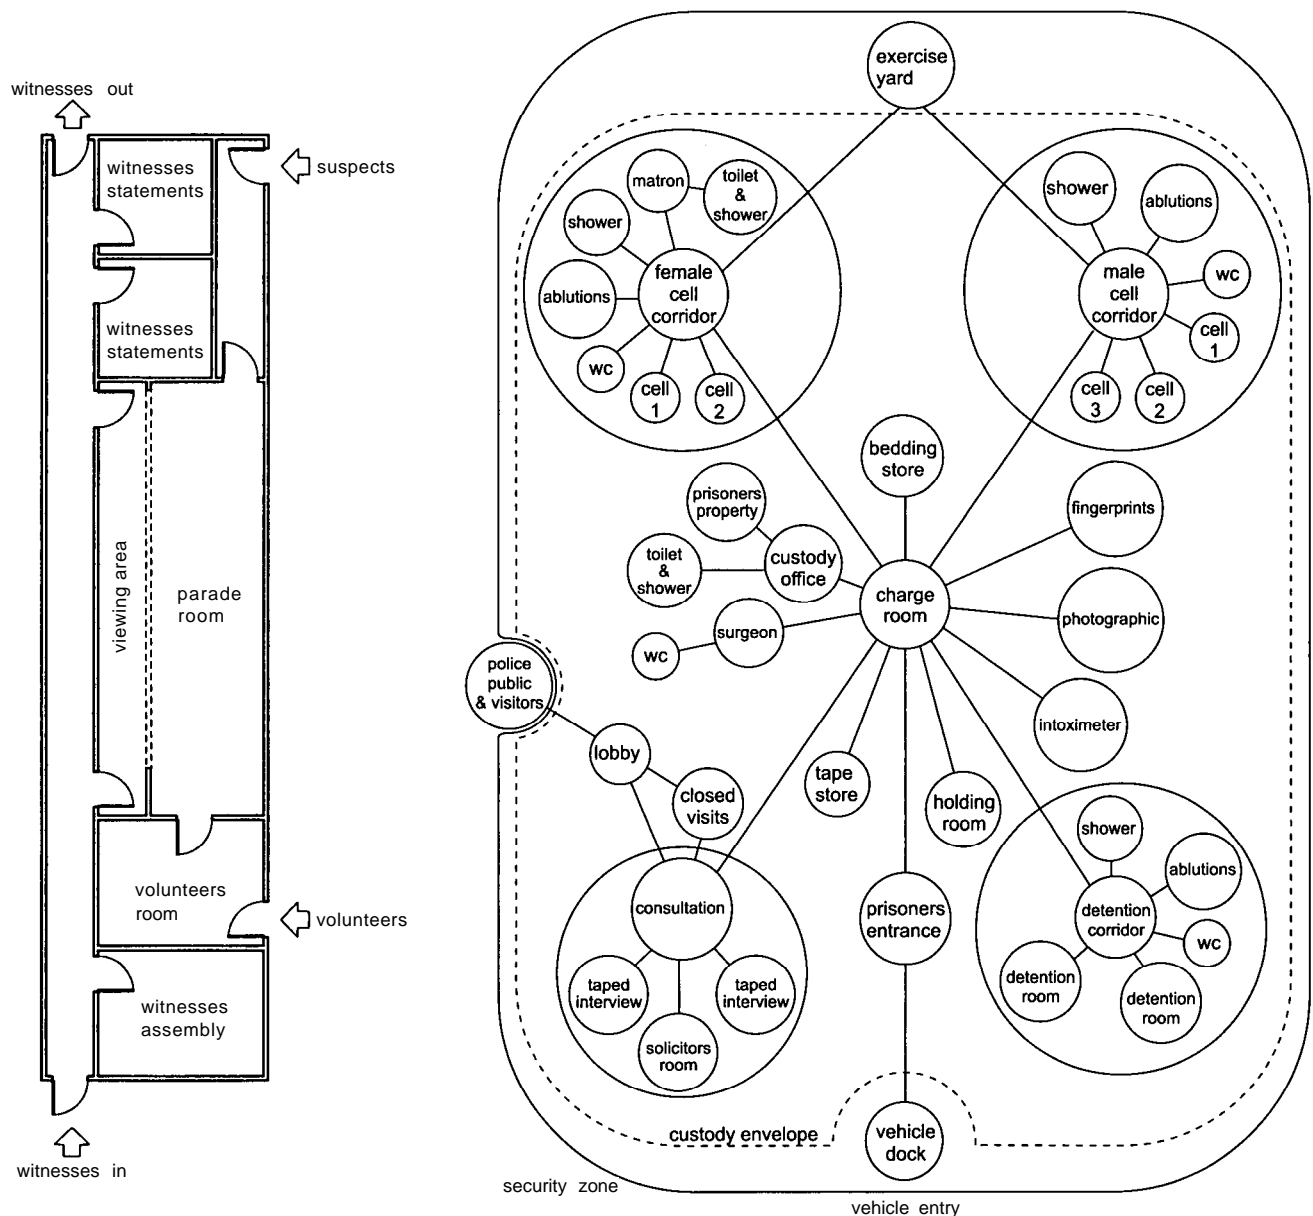 witnesses out
witnesses
statements
suspects
witnesses
statements
viewing area
parade
room
volunteers
room
volunteers
witnesses
assembly
witnesses in
exercise
yard
matron
toilet
&
shower
shower
female
cell
corridor
ablutions
wc
cell
1
cell
2
shower
ablutions
male
cell
corridor
wc
cell
1
cell
3
cell
2
bedding
store
prisoners
property
fingerprints
toilet
&
shower
custody
office
charge
room
photographic
surgeon
wc
police
public
& visitors
intoximeter
lobby
closed
visits
tape
store
holding
room
shower
ablutions
consultation
prisoners
entrance
detention
corridor
wc
taped
interview
taped
interview
detention
room
detention
room
solicitors
room
custody envelope
vehicle
dock
security zone
vehicle entry